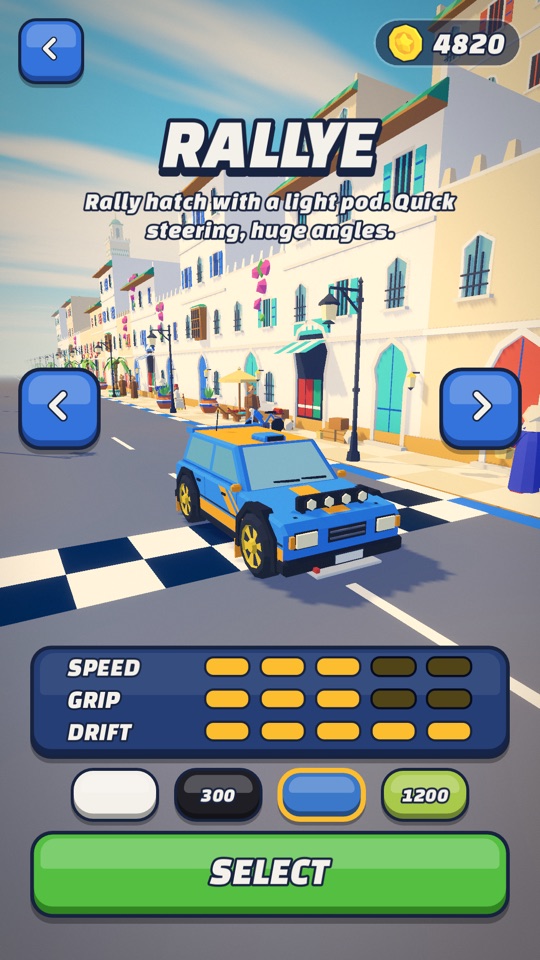 4820
RALLYE
Rally hatch with a light pod. Quick
steering, huge angles.
SPEED
GRIP
DRIFT
300
1200
SELECT